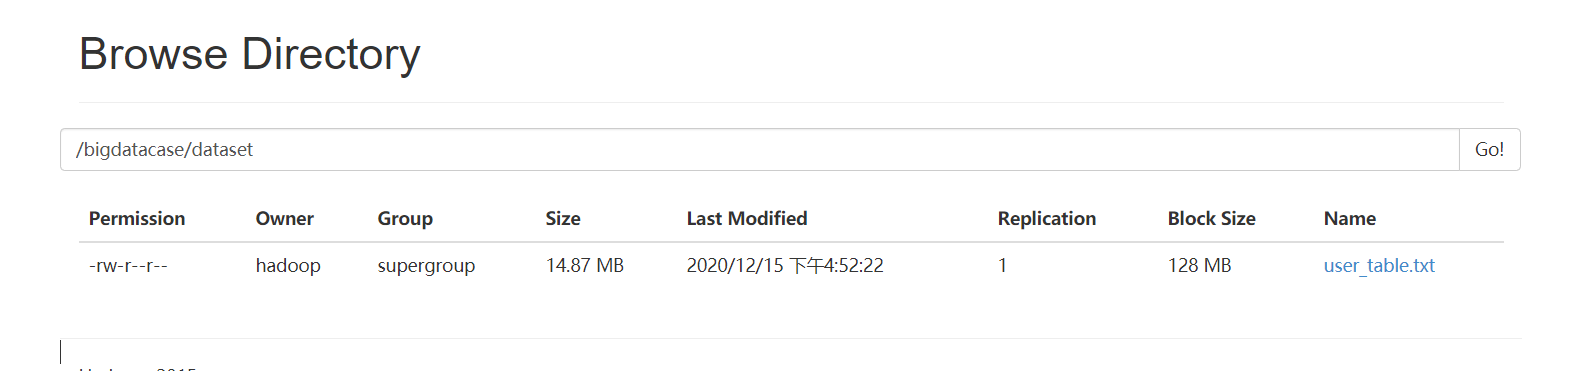 Browse Directory
/bigdatacase/dataset Go!
Permission Owner Group Size Last Modified Replication Block Size Name
-rw-r--r-- hadoop supergroup 14.87 MB 2020/12/15 下午4:52:22 1 128 MB user_table.txt